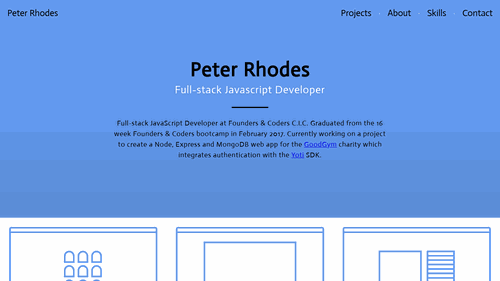 Peter Rhodes
Projects About Skills Contact
Peter Rhodes
Full-stack Javascript Developer
Full-stack JavaScript Developer at Founders & Coders C.I.C. Graduated from the 16
week Founders & Coders bootcamp in February 2017. Currently working on a project
to create a Node, Express and MongoDB web app for the GoodGym charity which
integrates authentication with the Yoti SDK.